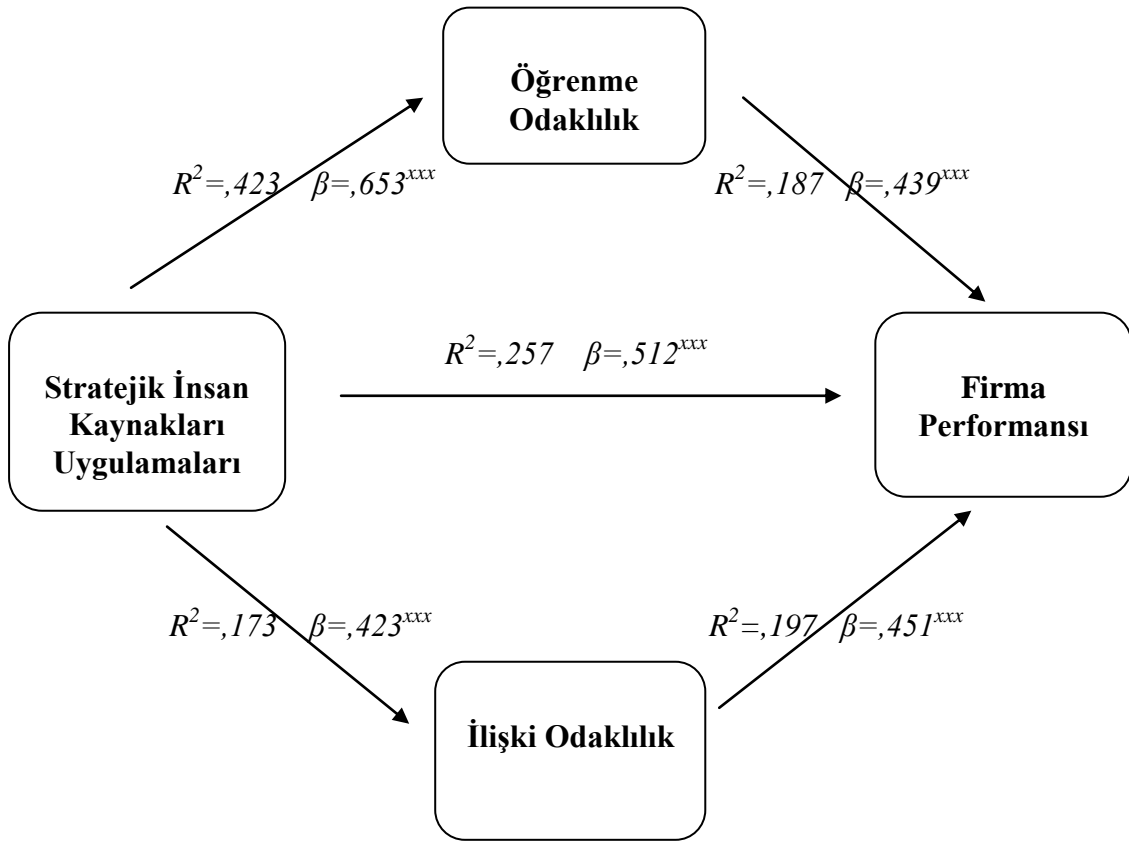 Öğrenme
Odaklılık
R²=,423 β=,653ˣˣˣ
R²=,187 β=,439ˣˣˣ
R²=,257 β=,512ˣˣˣ
Stratejik İnsan
Kaynakları
Uygulamaları
Firma
Performansı
R²=,173 β=,423ˣˣˣ
R²=,197 β=,451ˣˣˣ
İlişki Odaklılık